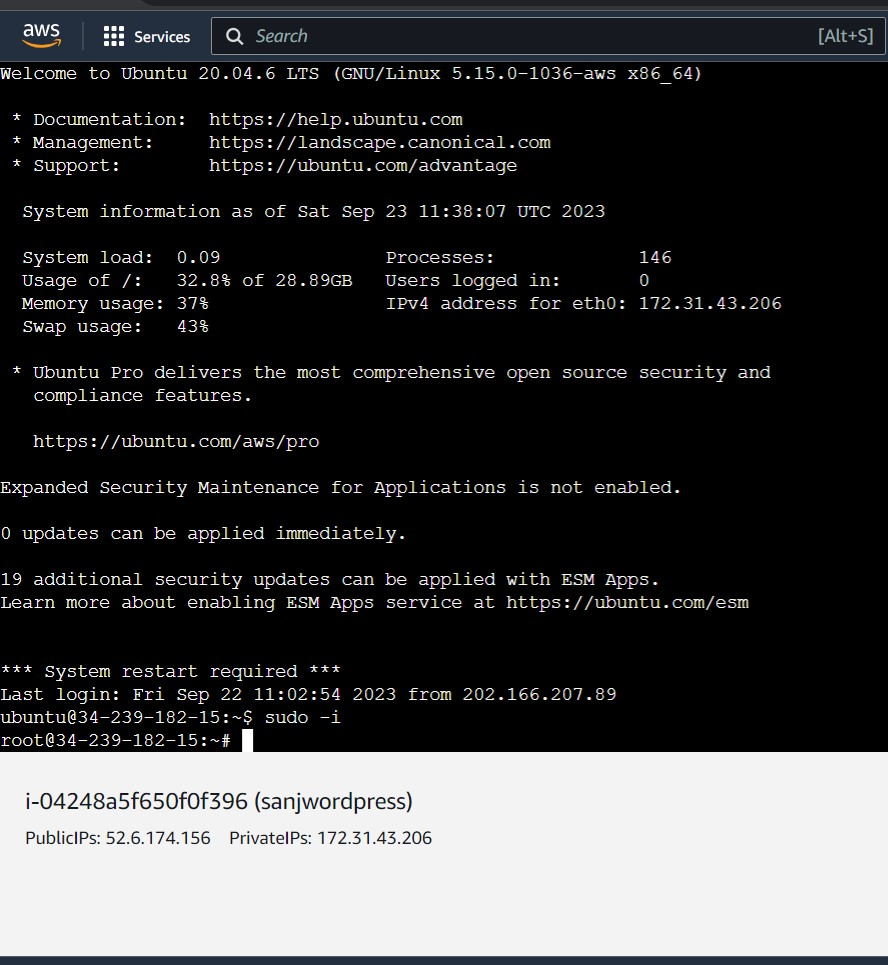 aws Services Search [Alt+S]
Welcome to Ubuntu 20.04.6 LTS (GNU/Linux 5.15.0-1036-aws x86_64)
* Documentation: https://help.ubuntu.com
* Management: https://landscape.canonical.com
* Support: https://ubuntu.com/advantage
System information as of Sat Sep 23 11:38:07 UTC 2023
System load: 0.09 Processes: 146
Usage of /: 32.8% of 28.89GB Users logged in: 0
Memory usage: 37% IPv4 address for eth0: 172.31.43.206
Swap usage: 43%
* Ubuntu Pro delivers the most comprehensive open source security and
compliance features.
https://ubuntu.com/aws/pro
Expanded Security Maintenance for Applications is not enabled.
0 updates can be applied immediately.
19 additional security updates can be applied with ESM Apps.
Learn more about enabling ESM Apps service at https://ubuntu.com/esm
*** System restart required ***
Last login: Fri Sep 22 11:02:54 2023 from 202.166.207.89
ubuntu@34-239-182-15:~$ sudo -i
root@34-239-182-15:~#
i-04248a5f650f0f396 (sanjwordpress)
PublicIPs: 52.6.174.156 PrivateIPs: 172.31.43.206